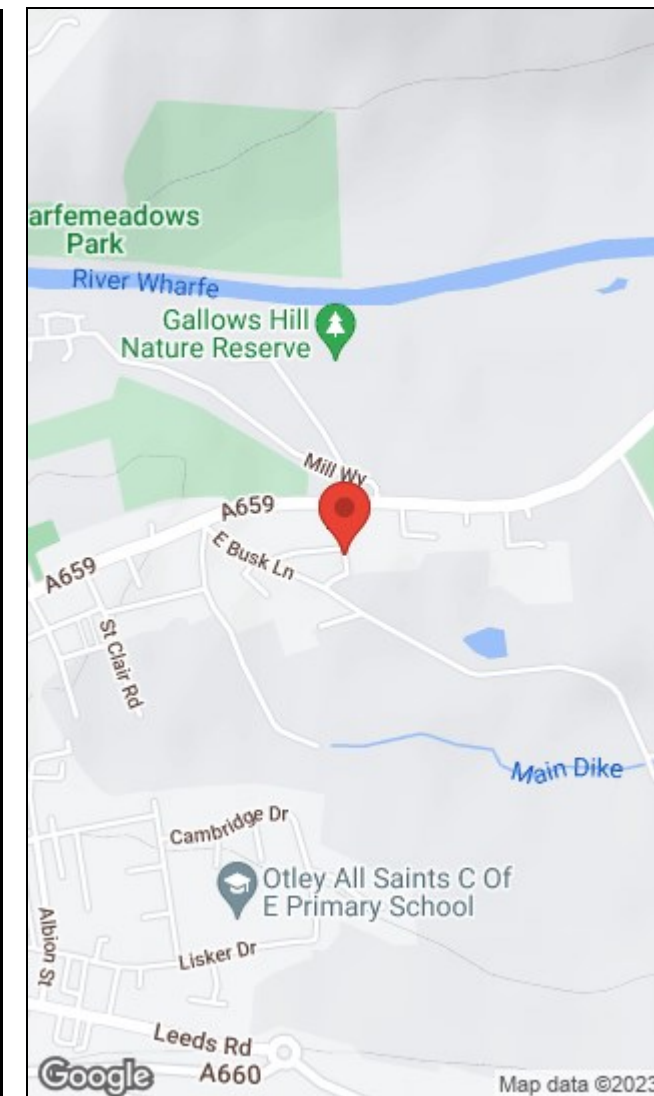 arfemeadows
Park
River Wharfe
Gallows Hill
Nature Reserve
Mill Wy
A659
E Busk Ln
A659
St Clair Rd
Main Dike
Cambridge Dr
Otley All Saints C Of
E Primary School
Albion St
Lisker Dr
Leeds Rd
A660
Google
Map data ©2023